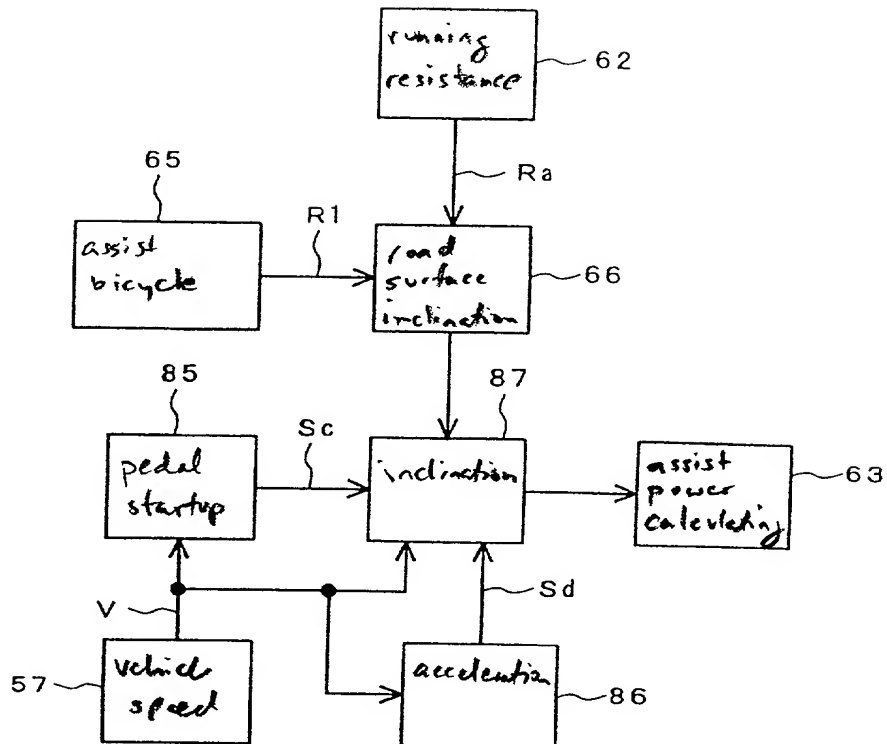 running
resistance
62
Ra
65
assist
bicycle
R1
road
surface
inclination
66
85
pedal
startup
Sc
87
inclination
assist
power
calculating
63
V
Sd
57
vehicle
speed
acceleration
86